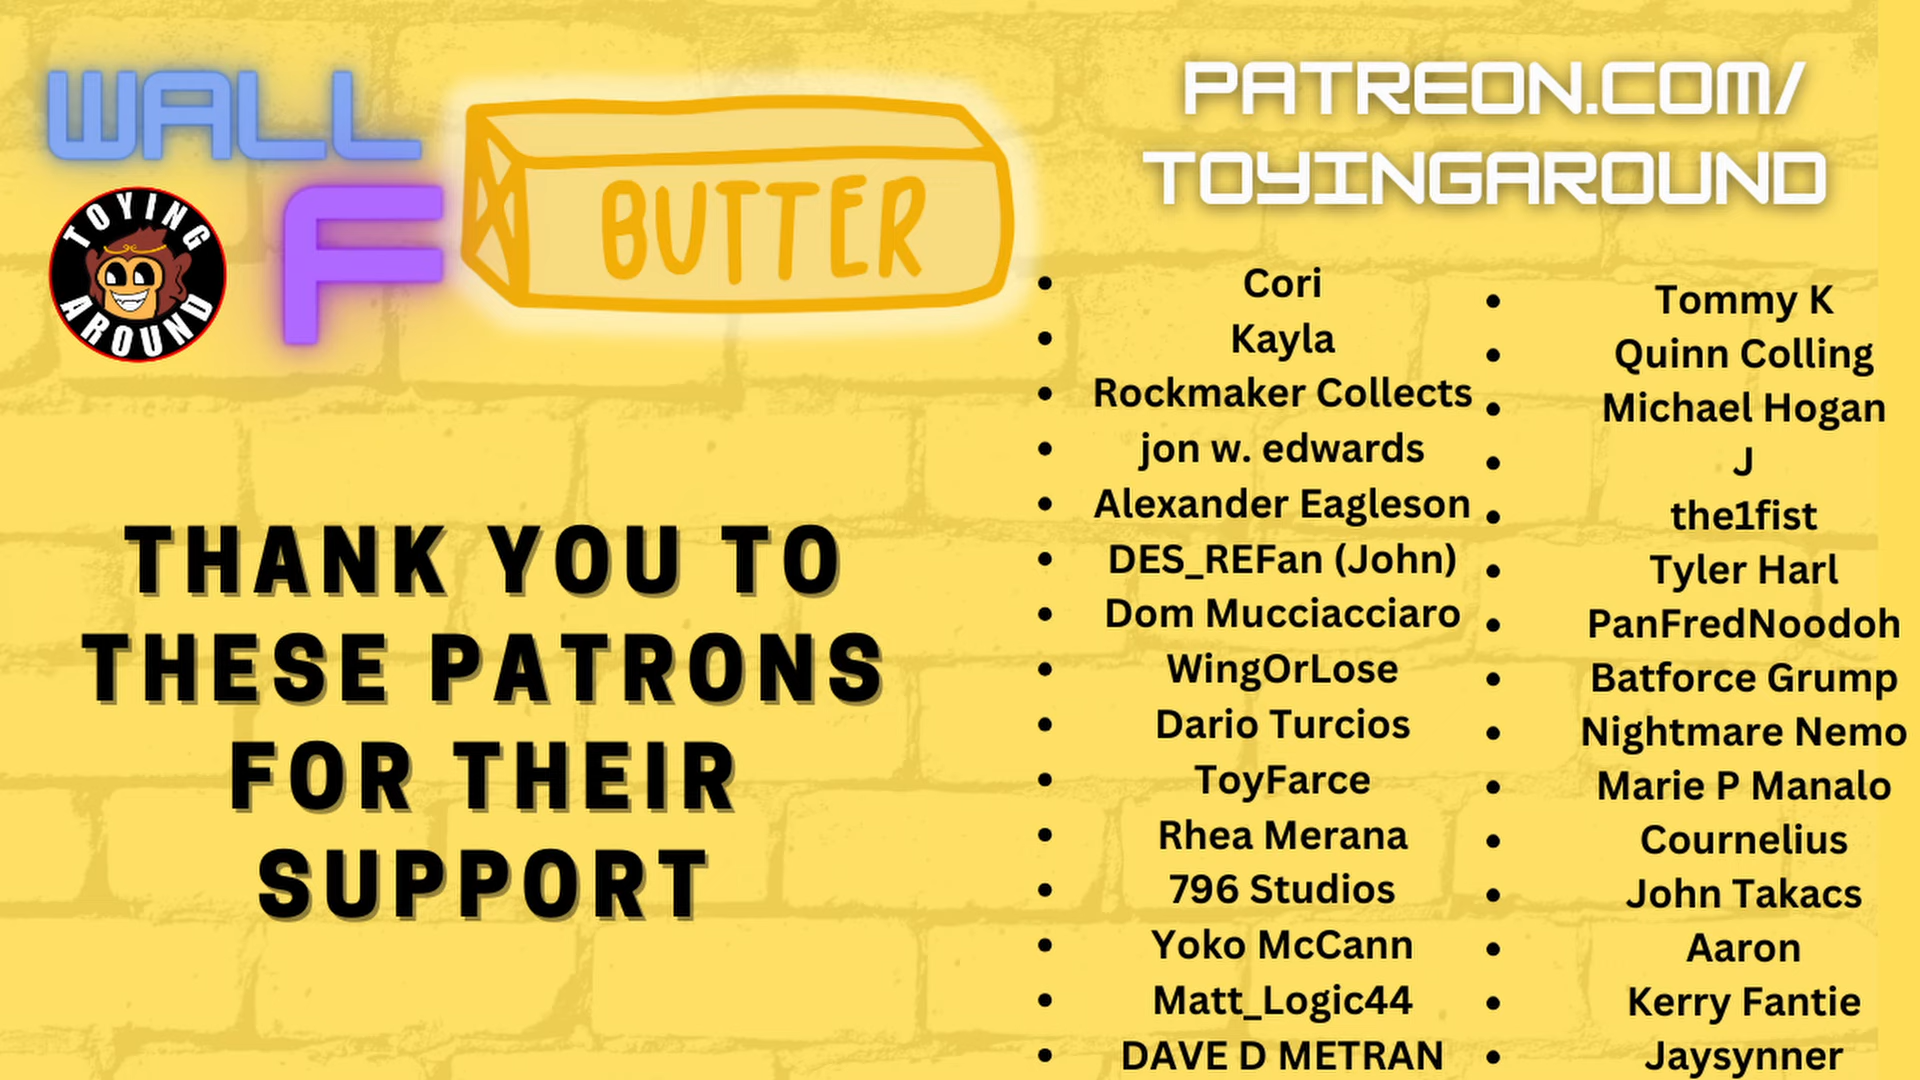 WALL
F
BUTTER
TOYING
AROUND
PATREON.COM/
TOYINGAROUND
THANK YOU TO
THESE PATRONS
FOR THEIR
SUPPORT
• Cori
• Kayla
• Rockmaker Collects
• jon w. edwards
• Alexander Eagleson
• DES_REFan (John)
• Dom Mucciacciaro
• WingOrLose
• Dario Turcios
• ToyFarce
• Rhea Merana
• 796 Studios
• Yoko McCann
• Matt_Logic44
• DAVE D METRAN
• Tommy K
• Quinn Colling
• Michael Hogan
• J
• the1fist
• Tyler Harl
• PanFredNoodoh
• Batforce Grump
• Nightmare Nemo
• Marie P Manalo
• Cournelius
• John Takacs
• Aaron
• Kerry Fantie
• Jaysynner